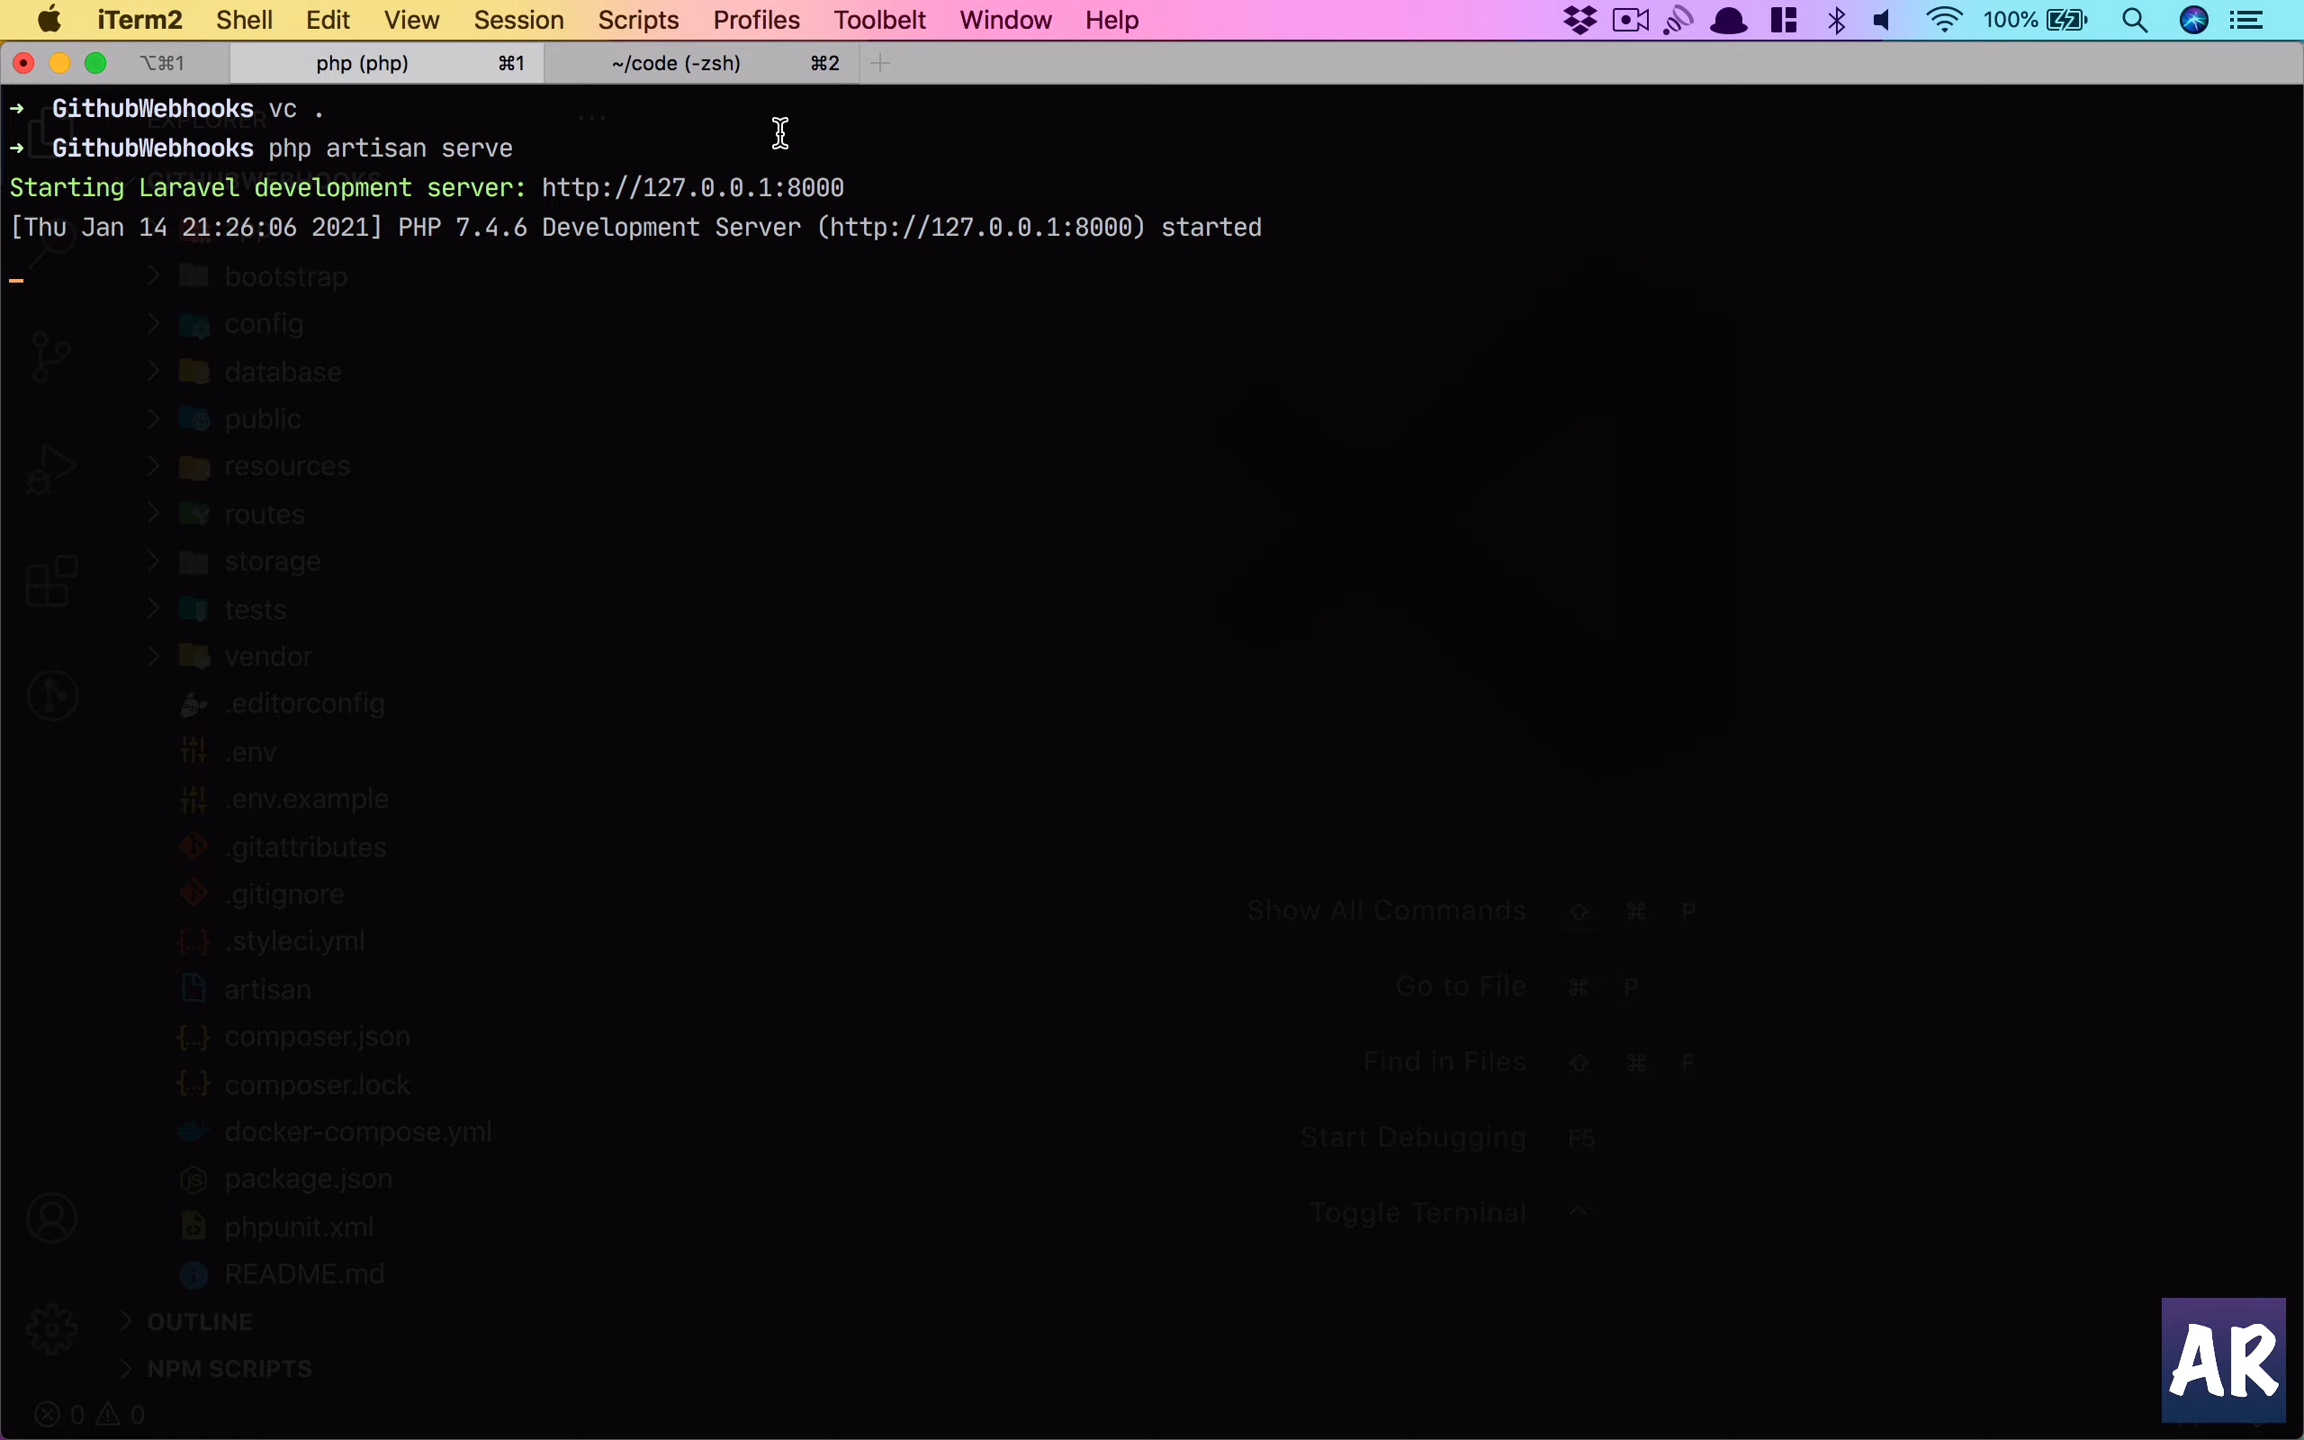 iTerm2 Shell Edit View Session Scripts Profiles Toolbelt Window Help 100%
⌥⌘1 php (php) ⌘1 ~/code (-zsh) ⌘2 +
➜ GithubWebhooks vc .
EXPLORER ...
➜ GithubWebhooks php artisan serve
GITHUBWEBHOOKS
Starting Laravel development server: http://127.0.0.1:8000
[Thu Jan 14 21:26:06 2021] PHP 7.4.6 Development Server (http://127.0.0.1:8000) started
bootstrap
config
database
public
resources
routes
storage
tests
vendor
.editorconfig
.env
.env.example
.gitattributes
.gitignore
Show All Commands ⇧ ⌘ P
.styleci.yml
artisan
Go to File ⌘ P
composer.json
Find in Files ⇧ ⌘ F
composer.lock
docker-compose.yml
Start Debugging F5
package.json
Toggle Terminal ^
phpunit.xml
README.md
OUTLINE
NPM SCRIPTS
AR
0 0